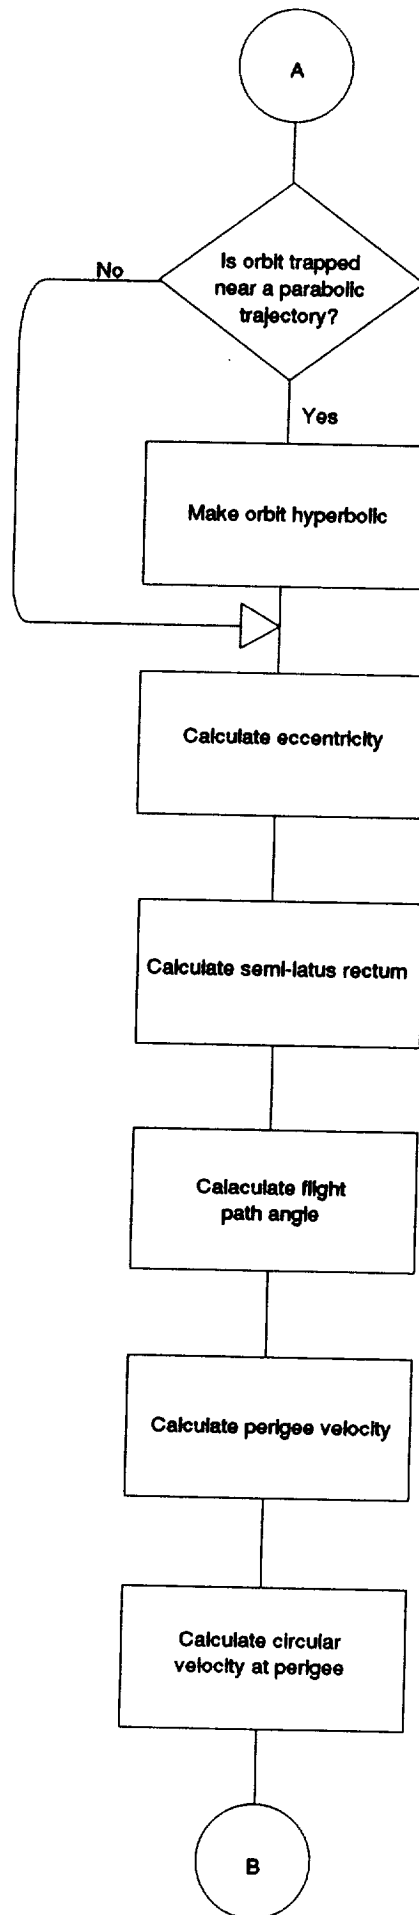 A
Is orbit trapped
near a parabolic
trajectory?
No
Yes
Make orbit hyperbolic
Calculate eccentricity
Calculate semi-latus rectum
Calaculate flight
path angle
Calculate perigee velocity
Calculate circular
velocity at perigee
B